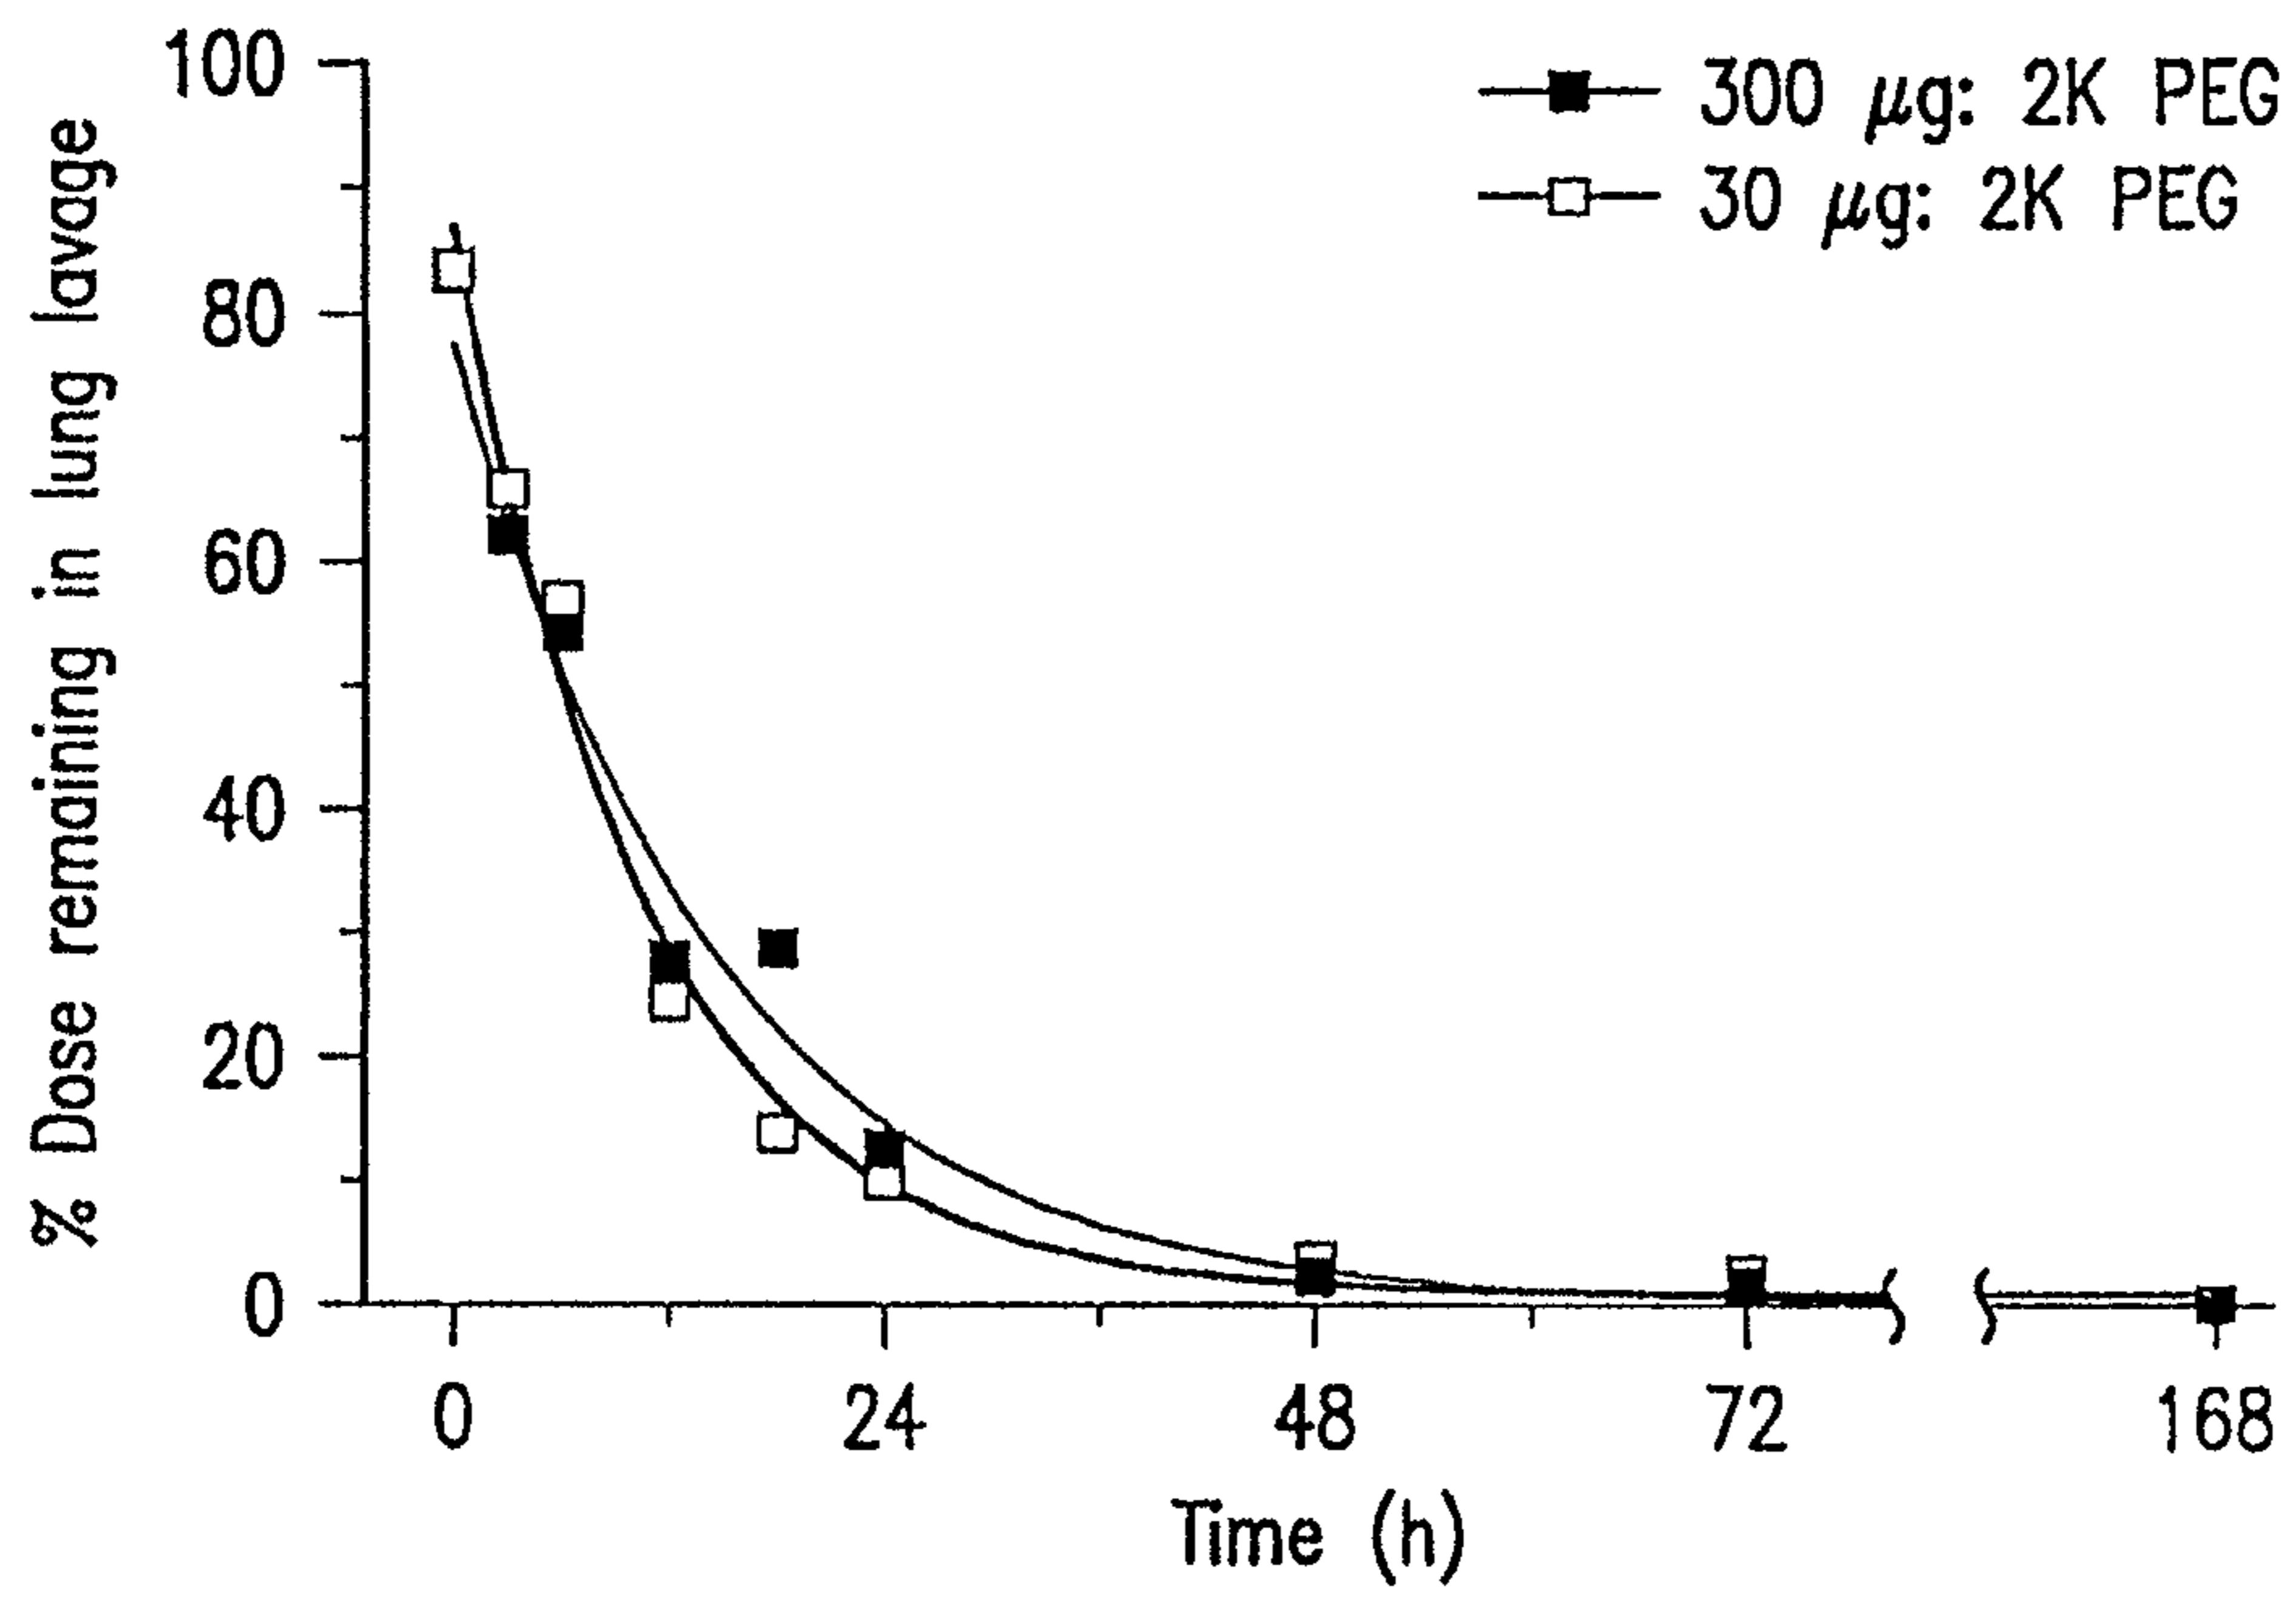 % Dose remaining in lung lavage
100
80
60
40
20
0
300 μg: 2K PEG
30 μg: 2K PEG
0 24 48 72 168
Time (h)